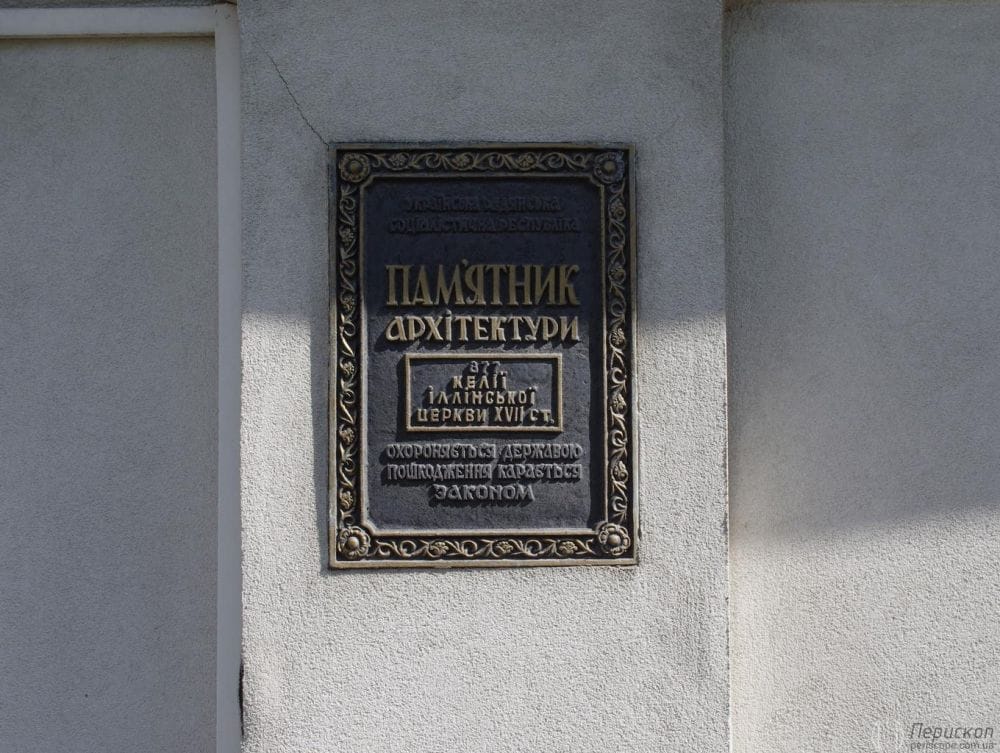 УКРАЇНСЬКА РАДЯНСЬКА
СОЦІАЛІСТИЧНА РЕСПУБЛІКА
ПАМ'ЯТНИК
АРХІТЕКТУРИ
877
КЕЛІЇ
ІЛЛІНСЬКОЇ
ЦЕРКВИ XVII СТ.
ОХОРОНЯЄТЬСЯ ДЕРЖАВОЮ
ПОШКОДЖЕННЯ КАРАЄТЬСЯ
ЗАКОНОМ
Перископ
periscope.com.ua